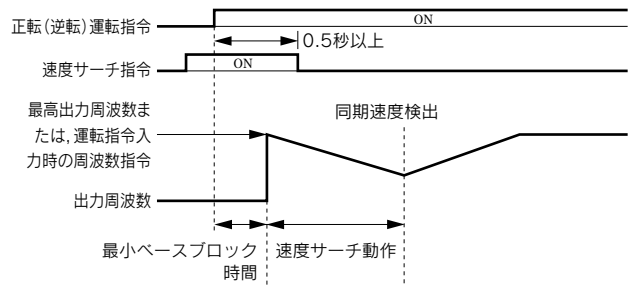 正転(逆転)運転指令
ON
0.5秒以上
速度サーチ指令
ON
最高出力周波数ま
たは,運転指令入
力時の周波数指令
同期速度検出
出力周波数
最小ベースブロック
時間
速度サーチ動作